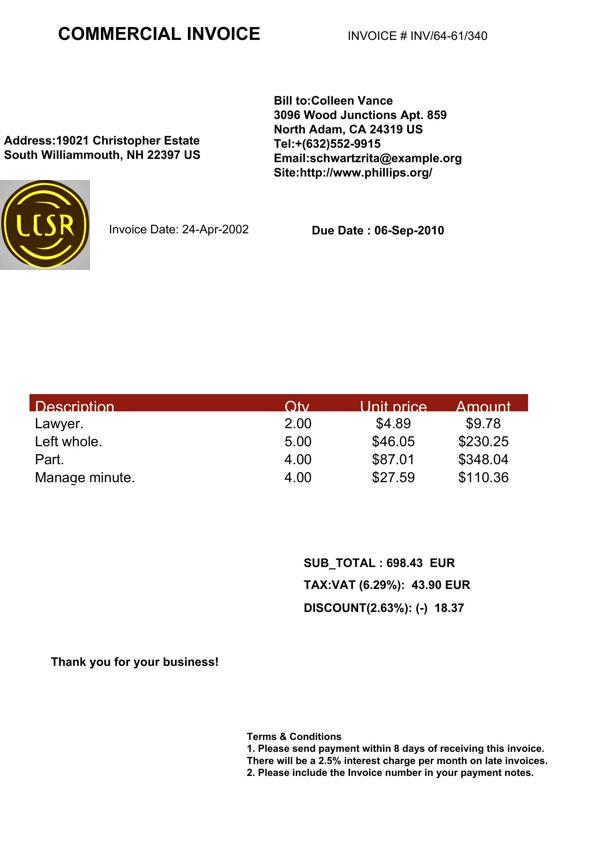 COMMERCIAL INVOICE
INVOICE # INV/64-61/340
Bill to:Colleen Vance
3096 Wood Junctions Apt. 859
North Adam, CA 24319 US
Tel:+(632)552-9915
Email:schwartzrita@example.org
Site:http://www.phillips.org/
Address:19021 Christopher Estate
South Williammouth, NH 22397 US
LCSR
Invoice Date: 24-Apr-2002
Due Date : 06-Sep-2010
Description Qty Unit price Amount
Lawyer. 2.00 $4.89 $9.78
Left whole. 5.00 $46.05 $230.25
Part. 4.00 $87.01 $348.04
Manage minute. 4.00 $27.59 $110.36
SUB_TOTAL : 698.43 EUR
TAX:VAT (6.29%): 43.90 EUR
DISCOUNT(2.63%): (-) 18.37
Thank you for your business!
Terms & Conditions
1. Please send payment within 8 days of receiving this invoice.
There will be a 2.5% interest charge per month on late invoices.
2. Please include the Invoice number in your payment notes.